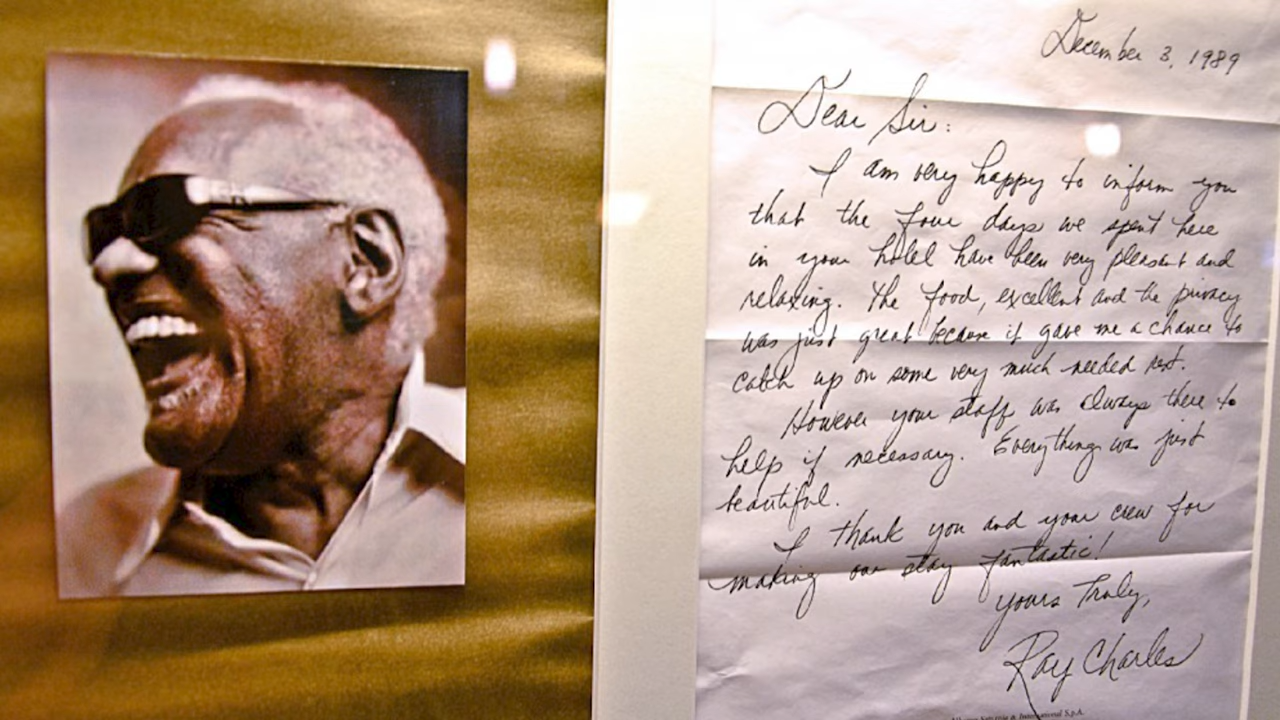 December 3, 1989
Dear Sir:
I am very happy to inform you
that the four days we spent here
in your hotel have been very pleasant and
relaxing. The food, excellent and the privacy
was just great because it gave me a chance to
catch up on some very much needed rest.
However your staff was always there to
help if necessary. Everything was just
beautiful.
I thank you and your crew for
making our stay fantastic!
Yours Truly,
Ray Charles
International S.p.A.